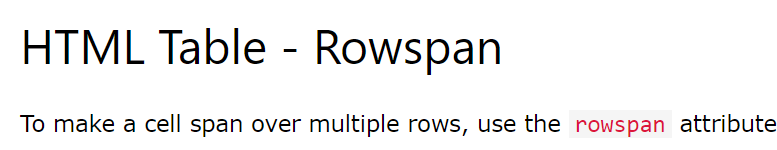 HTML Table - Rowspan
To make a cell span over multiple rows, use the rowspan attribute